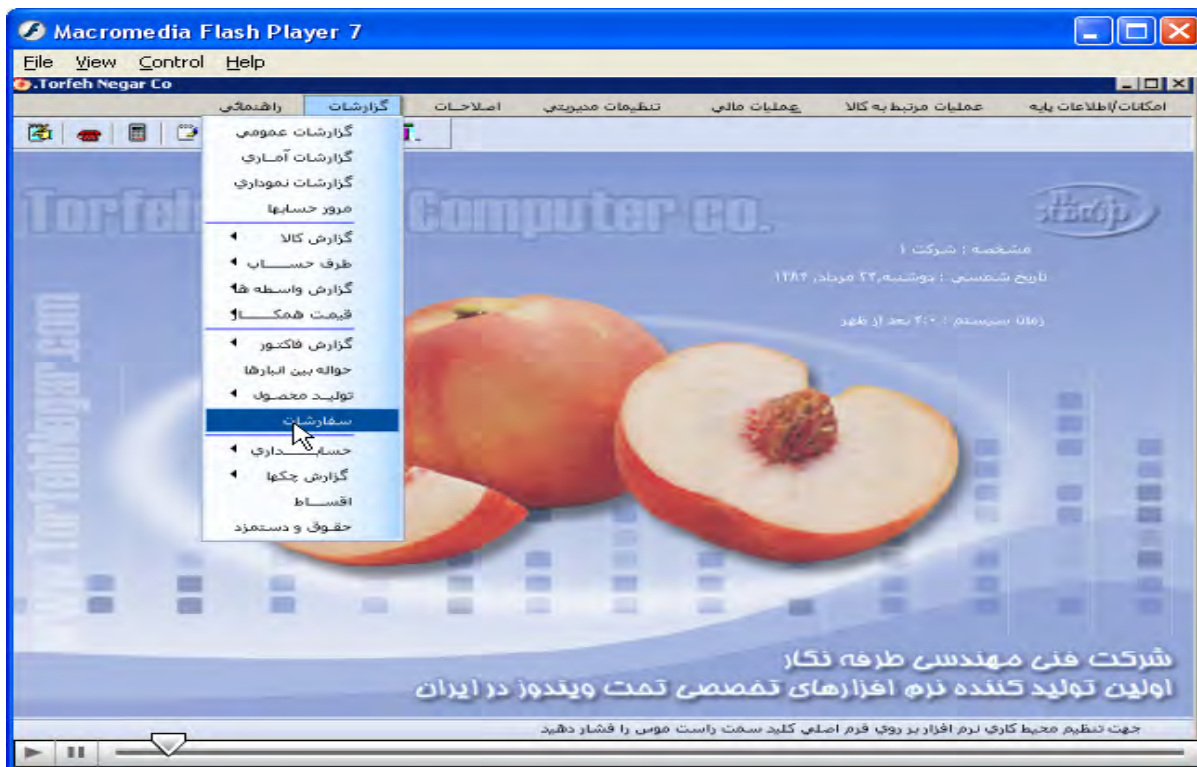 Macromedia Flash Player 7
File View Control Help
.Torfeh Negar Co
امکانات/اطلاعات پایه عملیات مرتبط به کالا عملیات مالی تنظیمات مدیریتی اصلاحات گزارشات راهنمائی
گزارشات عمومی
گزارشات آماری
گزارشات نموداری
مرور حسابها
گزارش کالا
طرف حساب
گزارش واسطه ها
قیمت همکار
گزارش فاکتور
حواله بین انبارها
تولید محصول
سفارشات
حسابداری
گزارش چکها
اقساط
حقوق و دستمزد
Torfeh Computer co.
مشخصه : شرکت ۱
تاریخ شمسی : دوشنبه,۲۴ مرداد,
زمان سیستم : ۴:۰ بعد از ظهر
www.TorfehNegar.com
شرکت فنی مهندسی طرفه نگار
اولین تولید کننده نرم افزارهای تخصصی تحت ویندوز در ایران
جهت تنظیم محیط کاری نرم افزار بر روی فرم اصلی کلید سمت راست موس را فشار دهید